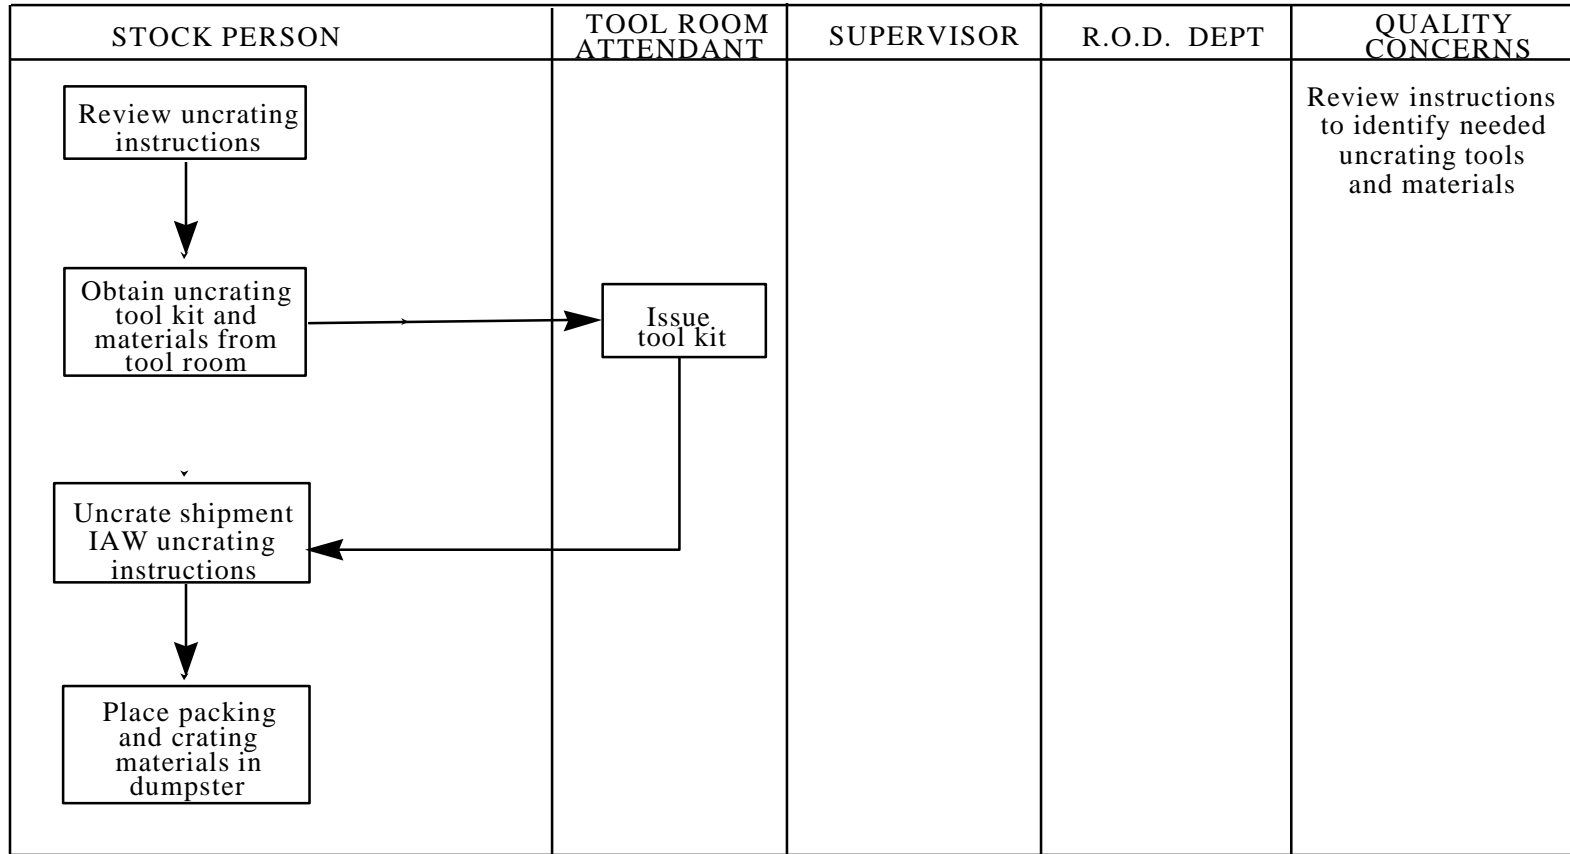 STOCK PERSON
TOOL ROOM
ATTENDANT
SUPERVISOR
R.O.D. DEPT
QUALITY
CONCERNS
Review uncrating
instructions
Review instructions
to identify needed
uncrating tools
and materials
Obtain uncrating
tool kit and
materials from
tool room
Issue
tool kit
Uncrate shipment
IAW uncrating
instructions
Place packing
and crating
materials in
dumpster